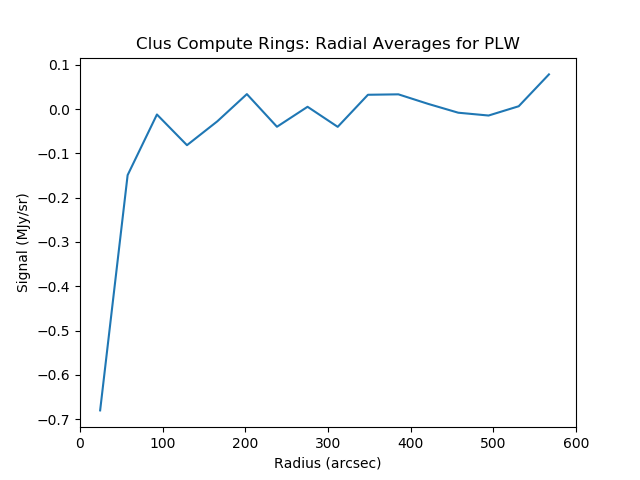 Clus Compute Rings: Radial Averages for PLW
0.1
0.0
−0.1
−0.2
−0.3
−0.4
−0.5
−0.6
−0.7
Signal (MJy/sr)
0 100 200 300 400 500 600
Radius (arcsec)